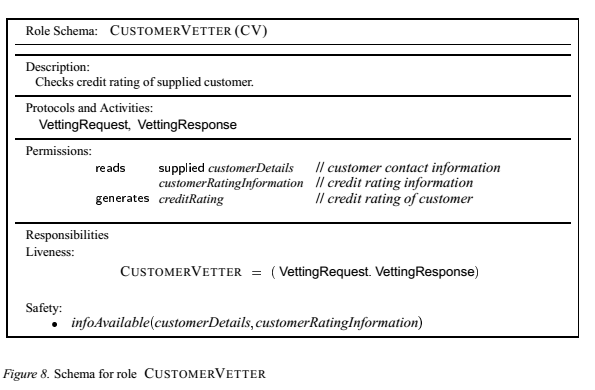 Role Schema: CUSTOMERVETTER (CV)
Description:
Checks credit rating of supplied customer.
Protocols and Activities:
VettingRequest, VettingResponse
Permissions:
reads supplied customerDetails // customer contact information
customerRatingInformation // credit rating information
generates creditRating // credit rating of customer
Responsibilities
Liveness:
CUSTOMERVETTER = ( VettingRequest. VettingResponse)
Safety:
• infoAvailable(customerDetails,customerRatingInformation)
Figure 8. Schema for role CUSTOMERVETTER